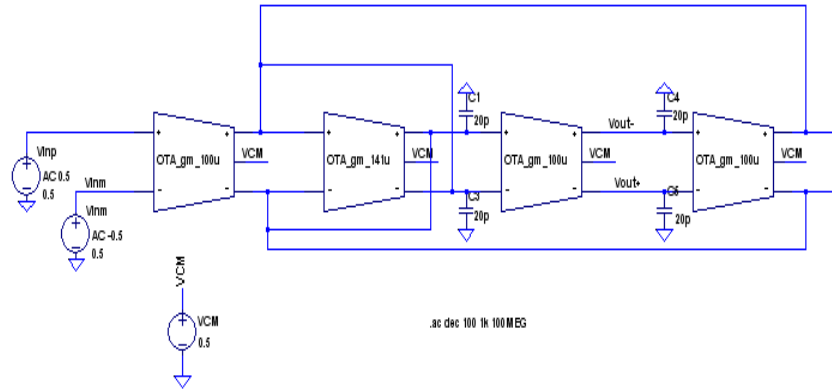 C1
20p
C4
20p
+
+
+
+
Vout-
VInp
AC 0.5
0.5
OTA_gm_100u
VCM
OTA_gm_141u
VCM
OTA_gm_100u
VCM
OTA_gm_100u
VCM
Vinm
Vout+
C3
20p
C5
20p
VInm
AC -0.5
0.5
VCM
VCM
0.5
.ac dec 100 1k 100MEG